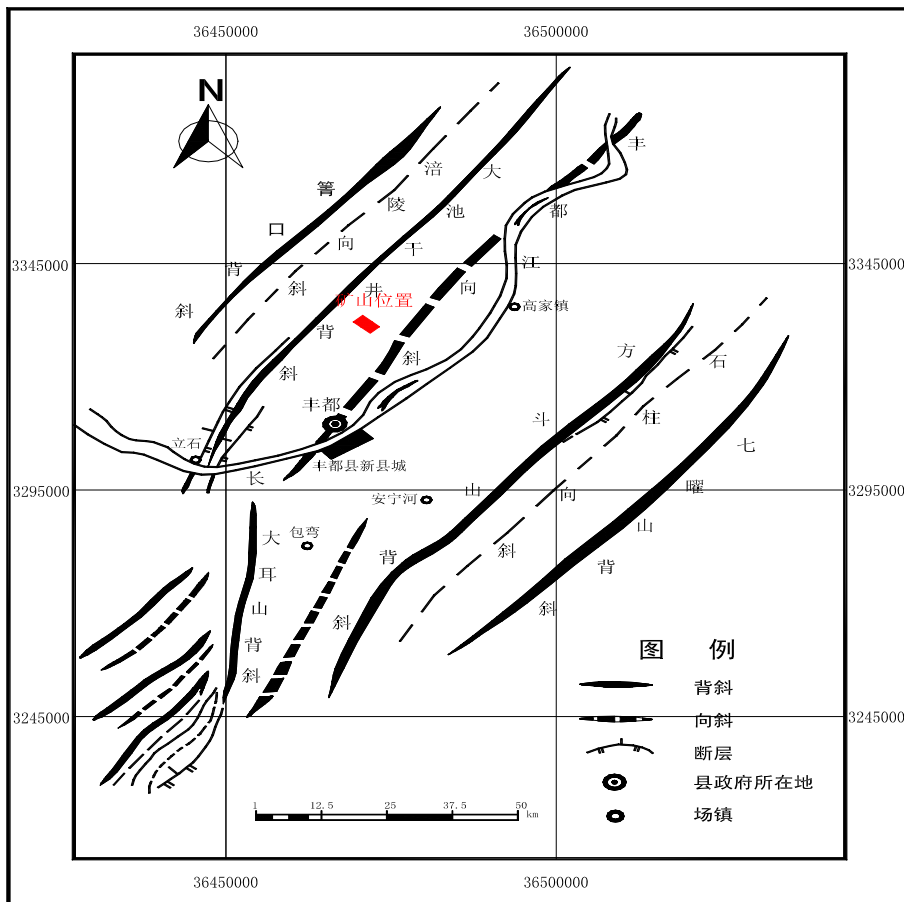 36450000
36500000
N
箐口背斜
涪陵向斜
大池干井背斜
丰都向斜
3345000
3345000
矿山位置
高家镇
长江
丰都
丰都县新县城
立石
方斗山背斜
石柱向斜
七曜山背斜
3295000
3295000
安宁河
包弯
大耳山背斜
图 例
背斜
向斜
断层
县政府所在地
场镇
3245000
3245000
1 12.5 25 37.5 50
km
36450000
36500000